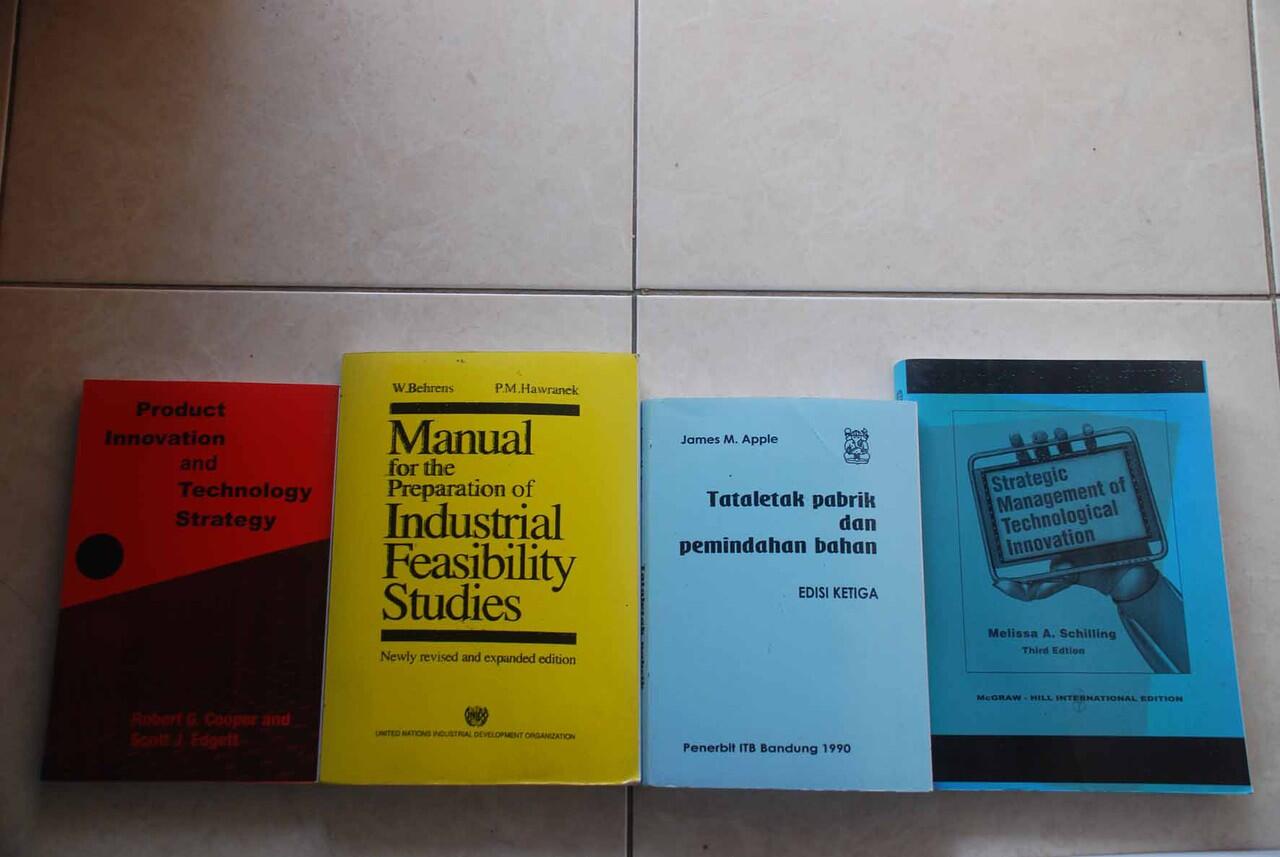 Product
Innovation
and
Technology
Strategy
Robert G. Cooper and
Scott J. Edgett
W.Behrens P.M.Hawranek
Manual
for the
Preparation of
Industrial
Feasibility
Studies
Newly revised and expanded edition
UNITED NATIONS INDUSTRIAL DEVELOPMENT ORGANIZATION
James M. Apple
Tataletak pabrik
dan
pemindahan bahan
EDISI KETIGA
Penerbit ITB Bandung 1990
Strategic
Management of
Technological
Innovation
Melissa A. Schilling
Third Edtion
McGRAW - HILL INTERNATIONAL EDITION